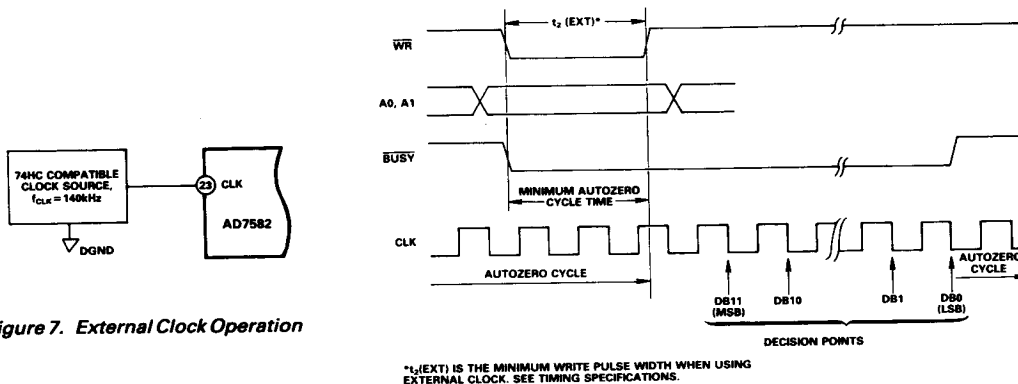 74HC COMPATIBLE
CLOCK SOURCE,
fCLK = 140kHz
DGND
23 CLK
AD7582
igure 7. External Clock Operation
t2 (EXT)*
WR
A0, A1
BUSY
MINIMUM AUTOZERO
CYCLE TIME
CLK
AUTOZERO CYCLE
AUTOZERO
CYCLE
DB11
(MSB)
DB10
DB1
DB0
(LSB)
DECISION POINTS
*t2(EXT) IS THE MINIMUM WRITE PULSE WIDTH WHEN USING
EXTERNAL CLOCK. SEE TIMING SPECIFICATIONS.